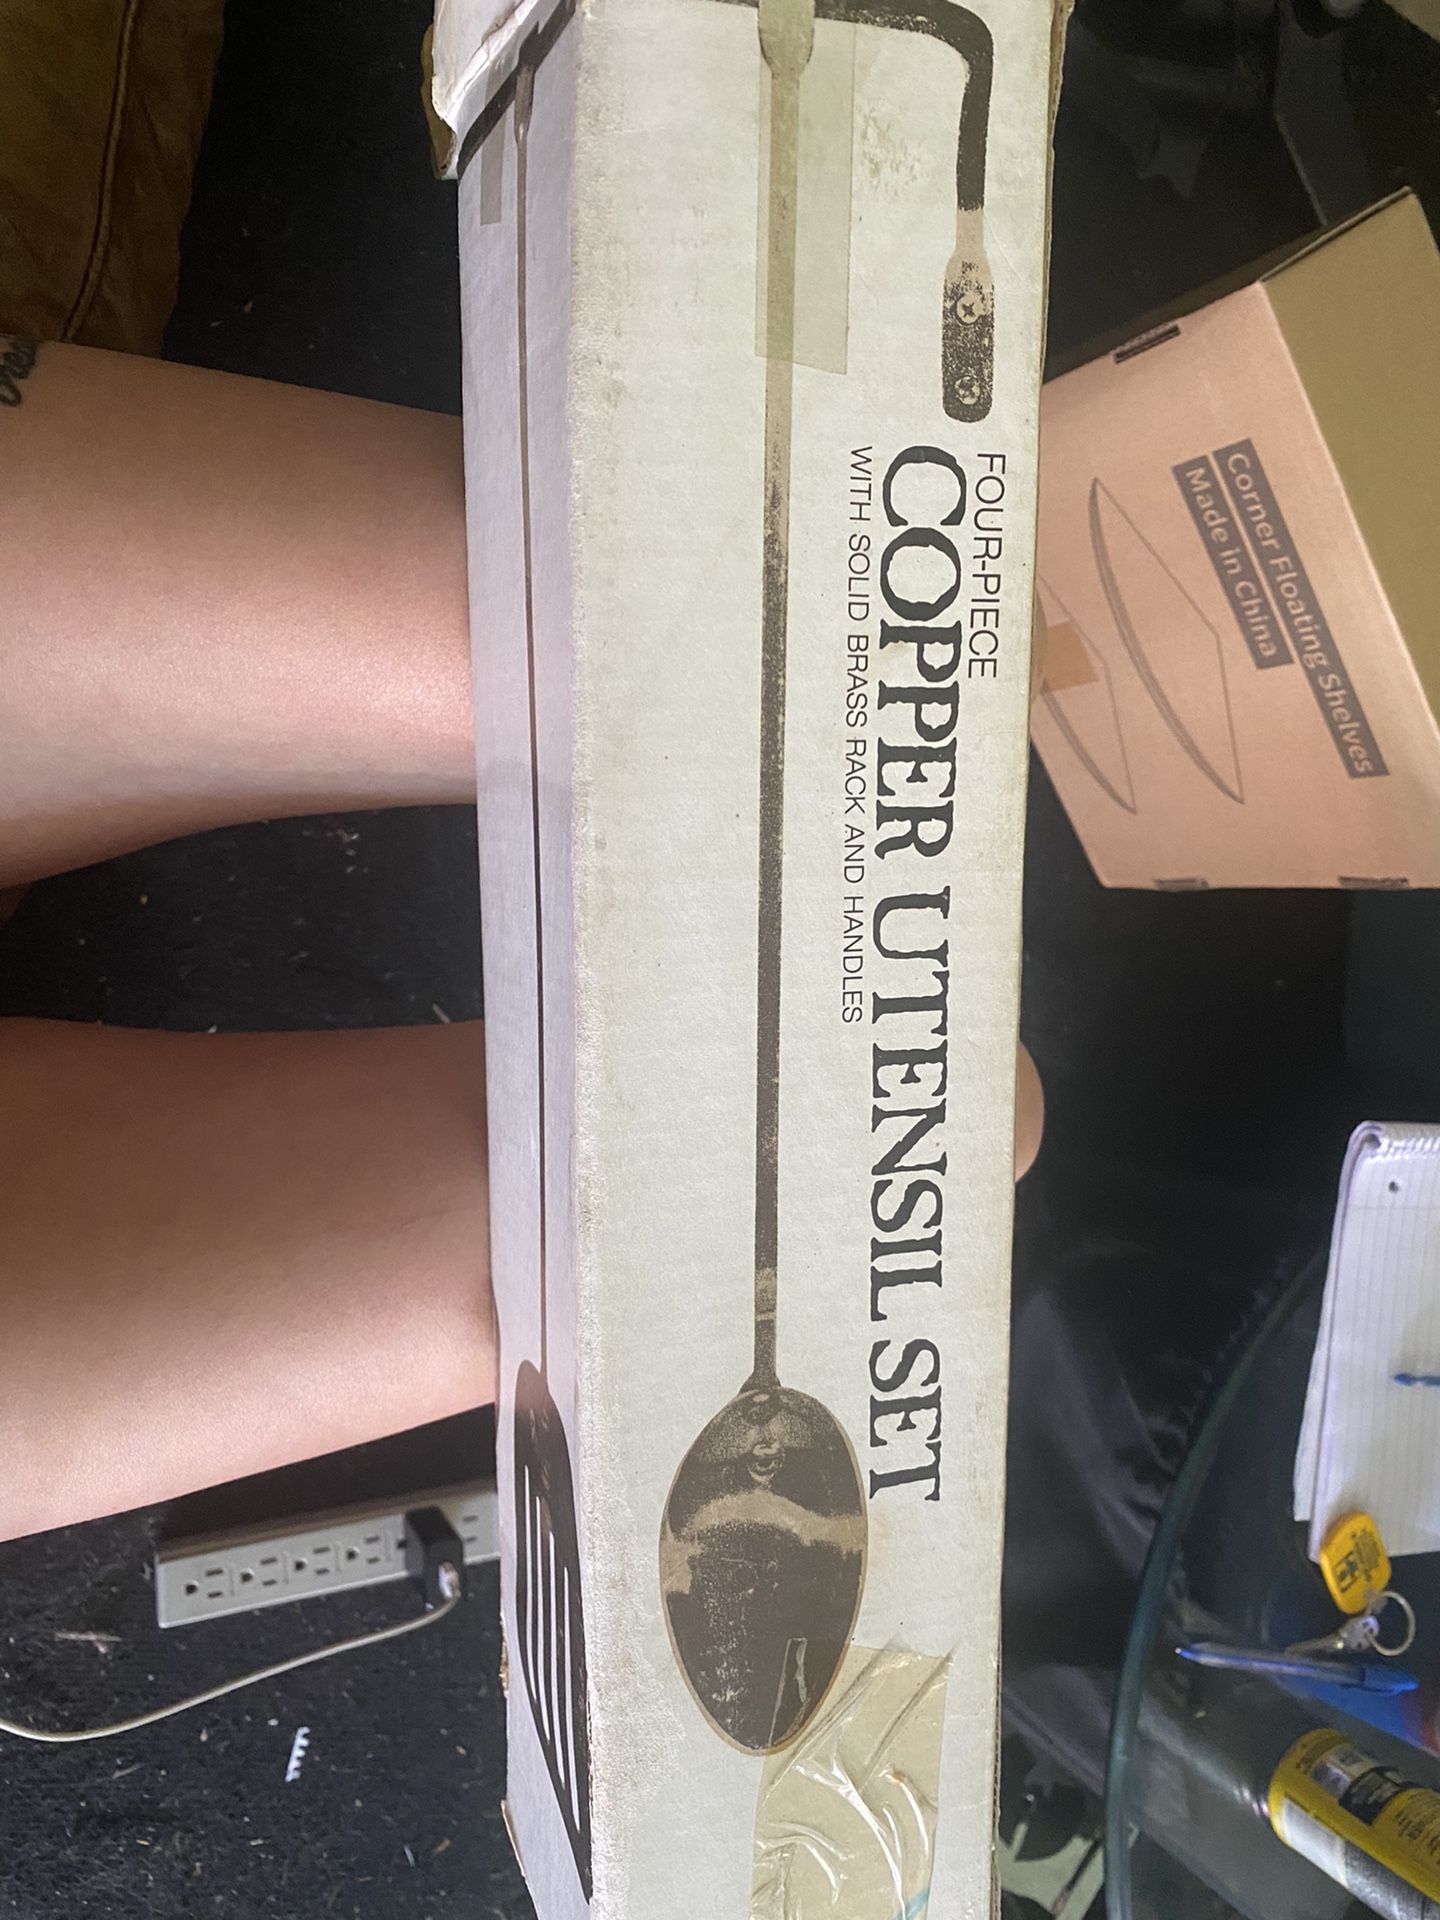 FOUR-PIECE
COPPER UTENSIL SET
WITH SOLID BRASS RACK AND HANDLES
Corner Floating Shelves
Made in China